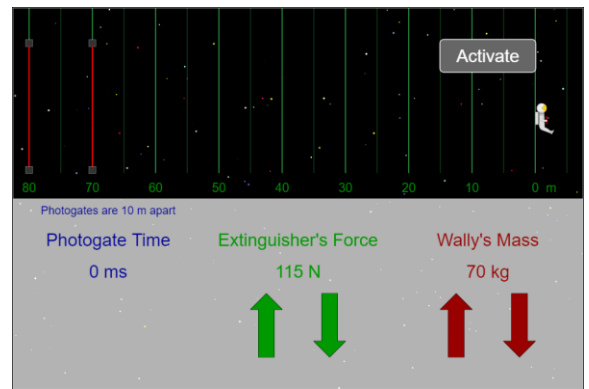 Activate
80 70 60 50 40 30 20 10 0 m
Photogates are 10 m apart
Photogate Time Extinguisher's Force Wally's Mass
0 ms 115 N 70 kg